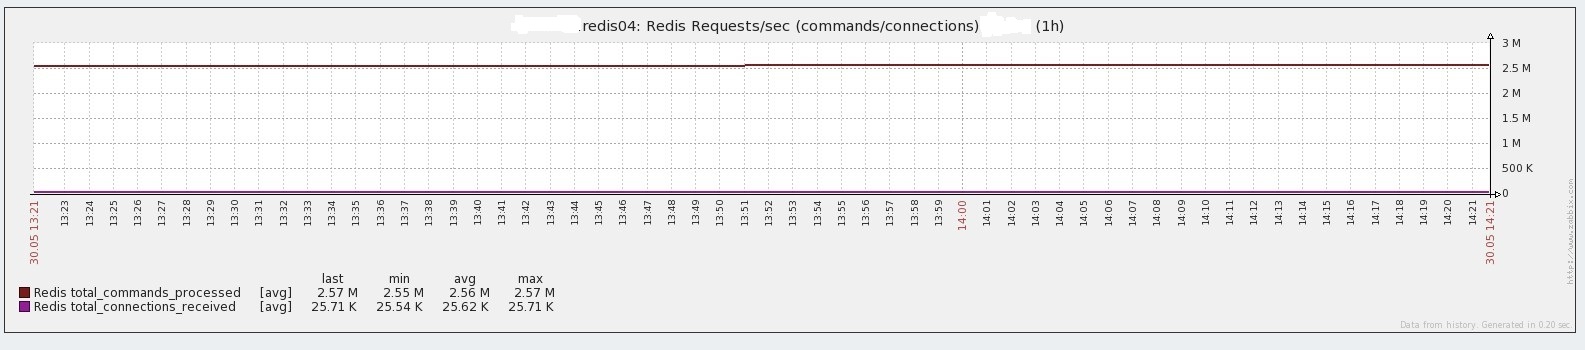 redis04: Redis Requests/sec (commands/connections) (1h)
3 M
2.5 M
2 M
1.5 M
1 M
500 K
0
30.05 13:21 13:23 13:24 13:25 13:26 13:27 13:28 13:29 13:30 13:31 13:32 13:33 13:34 13:35 13:36 13:37 13:38 13:39 13:40 13:41 13:42 13:43 13:44 13:45 13:46 13:47 13:48 13:49 13:50 13:51 13:52 13:53 13:54 13:55 13:56 13:57 13:58 13:59 14:00 14:01 14:02 14:03 14:04 14:05 14:06 14:07 14:08 14:09 14:10 14:11 14:12 14:13 14:14 14:15 14:16 14:17 14:18 14:19 14:20 14:21 30.05 14:21
last min avg max
Redis total_commands_processed [avg] 2.57 M 2.55 M 2.56 M 2.57 M
Redis total_connections_received [avg] 25.71 K 25.54 K 25.62 K 25.71 K
http://www.zabbix.com
Data from history. Generated in 0.20 sec.